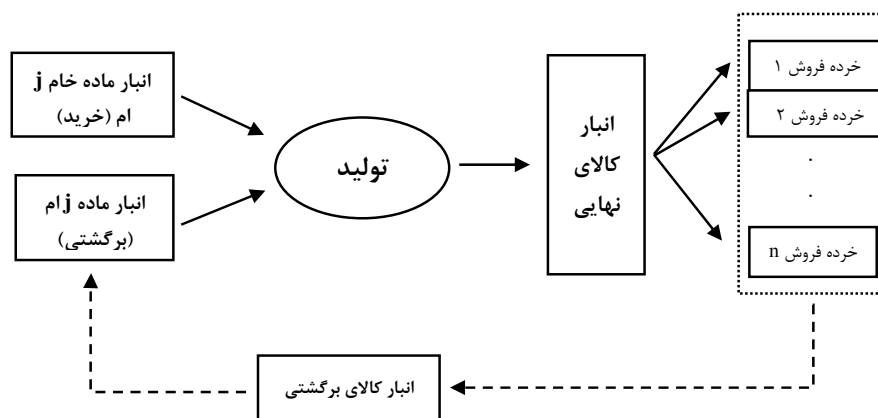 انبار ماده خام j
ام (خرید)
انبار ماده j ام
(برگشتی)
تولید
انبار
کالای
نهایی
خرده فروش ۱
خرده فروش ۲
.
.
خرده فروش n
انبار کالای برگشتی